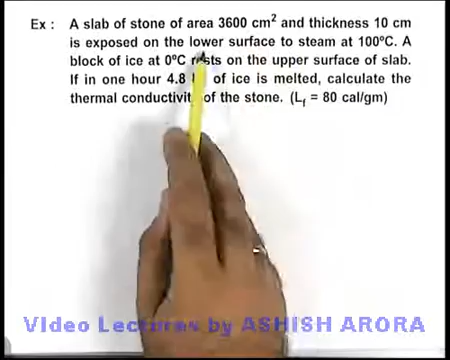 Ex : A slab of stone of area 3600 cm² and thickness 10 cm
is exposed on the lower surface to steam at 100ºC. A
block of ice at 0ºC rests on the upper surface of slab.
If in one hour 4.8 of ice is melted, calculate the
thermal conductivity of the stone. (Lf = 80 cal/gm)
VIdeo Lectures by ASHISH ARORA